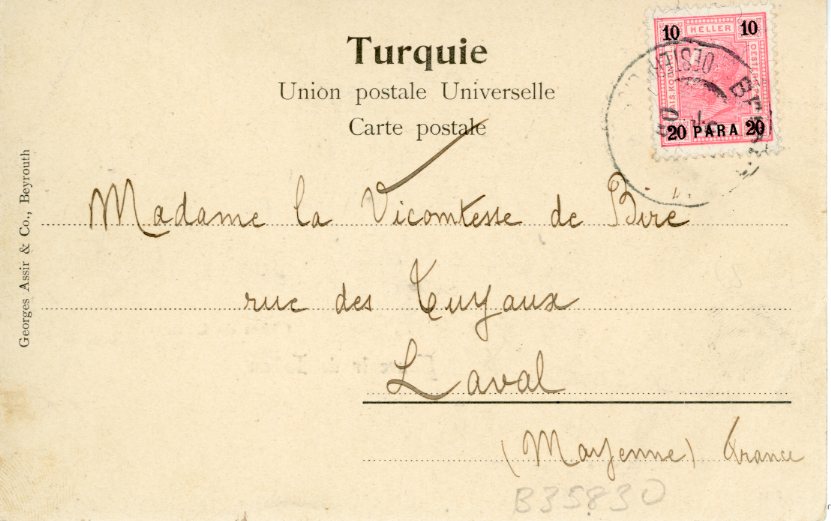 Turquie
Union postale Universelle
Carte postale
10 HELLER 10
20 PARA 20
Georges Assir & Co., Beyrouth
Madame la Vicomtesse de Biré
rue des Tuyaux
Laval
(Mayenne) France
B35830